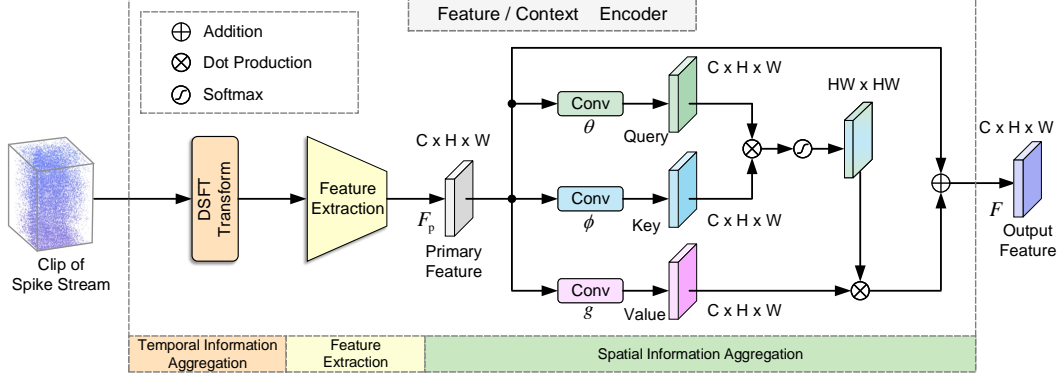 Feature / Context Encoder
Addition
Dot Production
Softmax
Clip of
Spike Stream
DSFT
Transform
Feature
Extraction
C x H x W
F_p
Primary
Feature
Conv
θ
C x H x W
Query
Conv
ϕ
Key
C x H x W
Conv
g
Value
C x H x W
HW x HW
C x H x W
F
Output
Feature
Temporal Information
Aggregation
Feature
Extraction
Spatial Information Aggregation